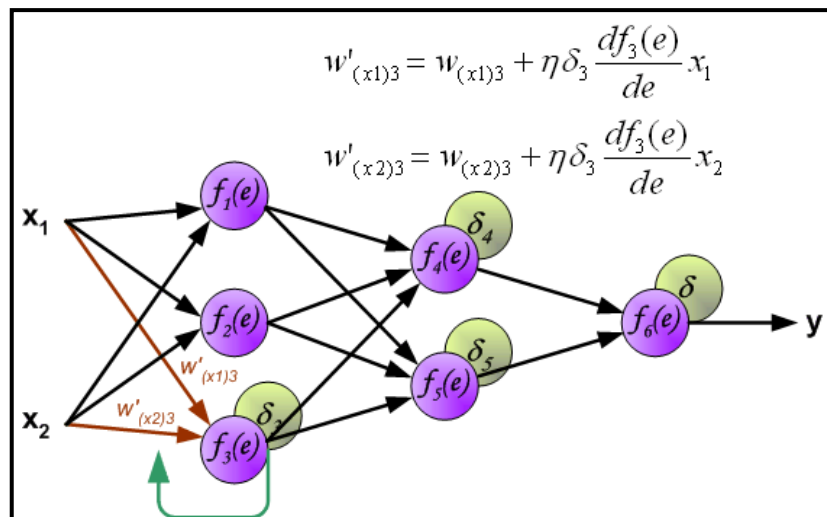 w'₍ₓ₁₎₃ = w₍ₓ₁₎₃ + ηδ₃ df₃(e)/de x₁
w'₍ₓ₂₎₃ = w₍ₓ₂₎₃ + ηδ₃ df₃(e)/de x₂
f₁(e)
x₁
δ₄
f₄(e)
δ
f₂(e)
f₆(e)
y
δ₅
w'₍ₓ₁₎₃
f₅(e)
x₂
w'₍ₓ₂₎₃
δ₃
f₃(e)